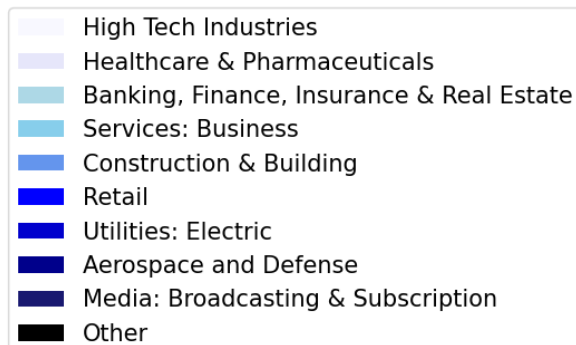 High Tech Industries
Healthcare & Pharmaceuticals
Banking, Finance, Insurance & Real Estate
Services: Business
Construction & Building
Retail
Utilities: Electric
Aerospace and Defense
Media: Broadcasting & Subscription
Other